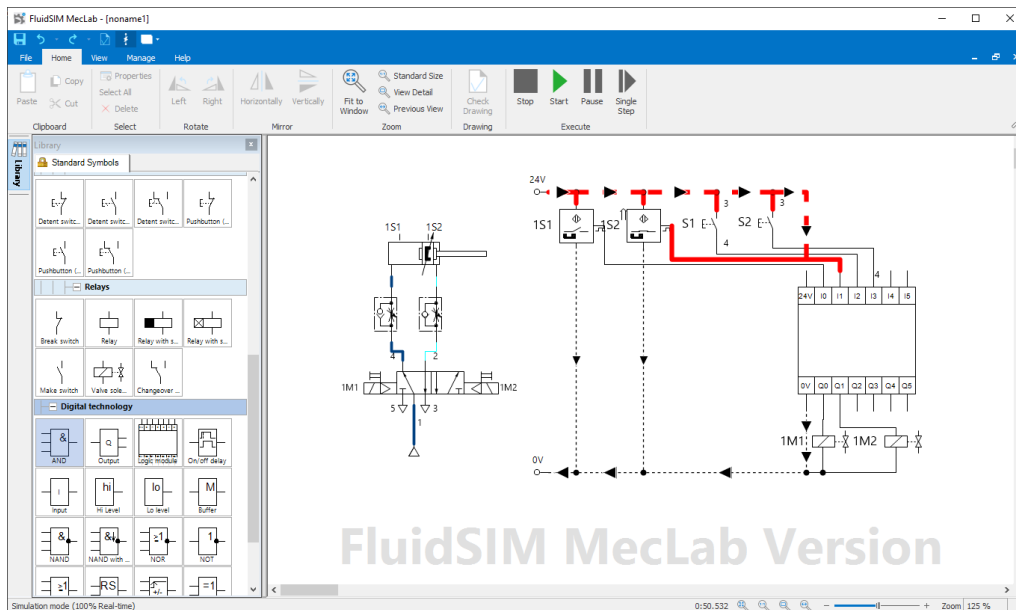 FluidSIM MecLab - [noname1]
File Home View Manage Help
Paste Copy Cut
Clipboard
Properties
Select All
Delete
Select
Left Right
Rotate
Horizontally Vertically
Mirror
Fit to Window
Standard Size
View Detail
Previous View
Zoom
Check Drawing
Drawing
Stop Start Pause Single Step
Execute
Library
Library
Standard Symbols
Detent switc... Detent switc... Detent switc... Pushbutton (...
Pushbutton (... Pushbutton (...
Relays
Break switch Relay Relay with s... Relay with s...
Make switch Valve sole... Changeover ...
Digital technology
& Q
AND Output Logic module On/off delay
I hi lo M
Input Hi Level Lo level Buffer
& &↓ ≥1 1
NAND NAND with ... NOR NOT
≥1 RS +/- =1
24V
1S1 1S2 S1 3 4 S2 3 4
1S1 1S2
4 2
1M1 1M2
5 3
1
24V I0 I1 I2 I3 I4 I5
0V Q0 Q1 Q2 Q3 Q4 Q5
1M1 1M2
0V
FluidSIM MecLab Version
Simulation mode (100% Real-time)
0:50.532
Zoom 125 %